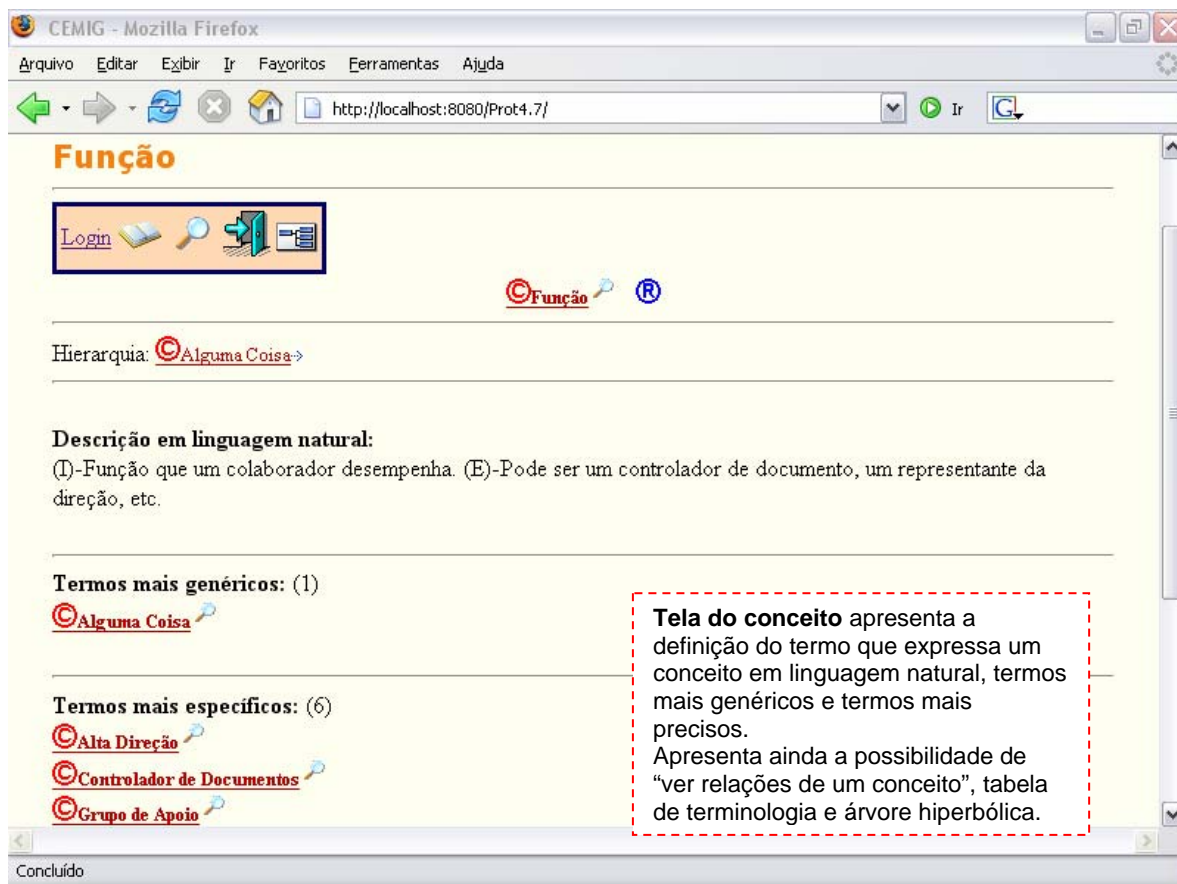 CEMIG - Mozilla Firefox
Arquivo Editar Exibir Ir Favoritos Ferramentas Ajuda
http://localhost:8080/Prot4.7/ Ir G
Função
Login
©Função ®
Hierarquia: ©Alguma Coisa
Descrição em linguagem natural:
(I)-Função que um colaborador desempenha. (E)-Pode ser um controlador de documento, um representante da
direção, etc.
Termos mais genéricos: (1)
©Alguma Coisa
Termos mais específicos: (6)
©Alta Direção
©Controlador de Documentos
©Grupo de Apoio
Tela do conceito apresenta a
definição do termo que expressa um
conceito em linguagem natural, termos
mais genéricos e termos mais
precisos.
Apresenta ainda a possibilidade de
“ver relações de um conceito”, tabela
de terminologia e árvore hiperbólica.
Concluído